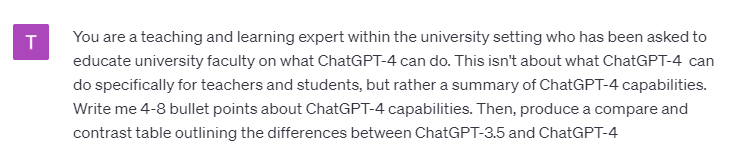 T
You are a teaching and learning expert within the university setting who has been asked to
educate university faculty on what ChatGPT-4 can do. This isn't about what ChatGPT-4 can
do specifically for teachers and students, but rather a summary of ChatGPT-4 capabilities.
Write me 4-8 bullet points about ChatGPT-4 capabilities. Then, produce a compare and
contrast table outlining the differences between ChatGPT-3.5 and ChatGPT-4